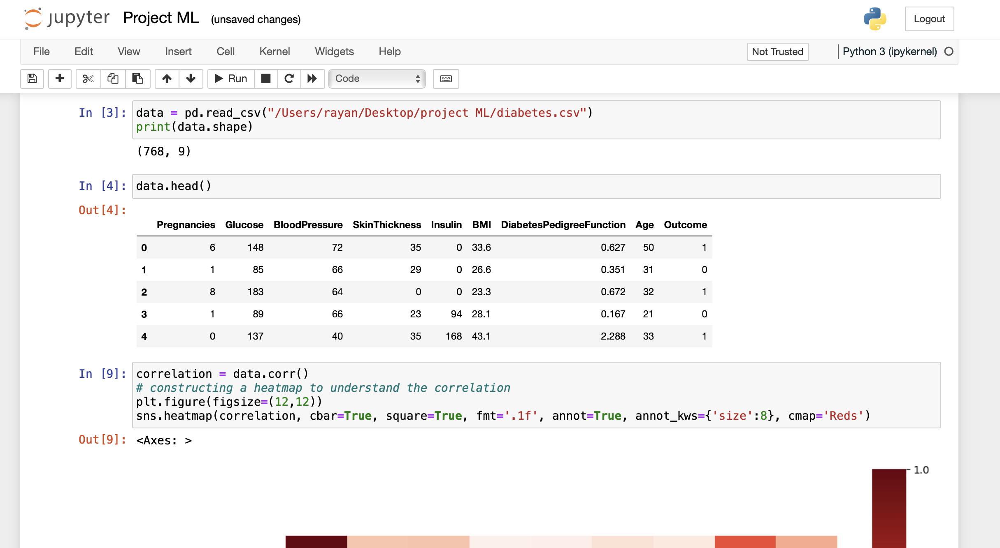 jupyter Project ML (unsaved changes) Logout
File Edit View Insert Cell Kernel Widgets Help Not Trusted Python 3 (ipykernel)
Run Code
In [3]: data = pd.read_csv("/Users/rayan/Desktop/project ML/diabetes.csv")
print(data.shape)
(768, 9)
In [4]: data.head()
Out[4]:
Pregnancies Glucose BloodPressure SkinThickness Insulin BMI DiabetesPedigreeFunction Age Outcome
0 6 148 72 35 0 33.6 0.627 50 1
1 1 85 66 29 0 26.6 0.351 31 0
2 8 183 64 0 0 23.3 0.672 32 1
3 1 89 66 23 94 28.1 0.167 21 0
4 0 137 40 35 168 43.1 2.288 33 1
In [9]: correlation = data.corr()
# constructing a heatmap to understand the correlation
plt.figure(figsize=(12,12))
sns.heatmap(correlation, cbar=True, square=True, fmt='.1f', annot=True, annot_kws={'size':8}, cmap='Reds')
Out[9]: <Axes: >
1.0